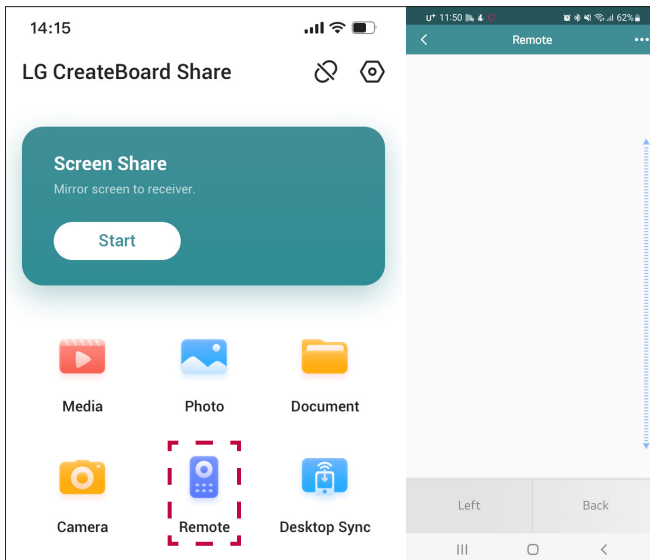 14:15
LG CreateBoard Share
Screen Share
Mirror screen to receiver.
Start
Media
Photo
Document
Camera
Remote
Desktop Sync
U+ 11:50
62%
Remote
Left
Back